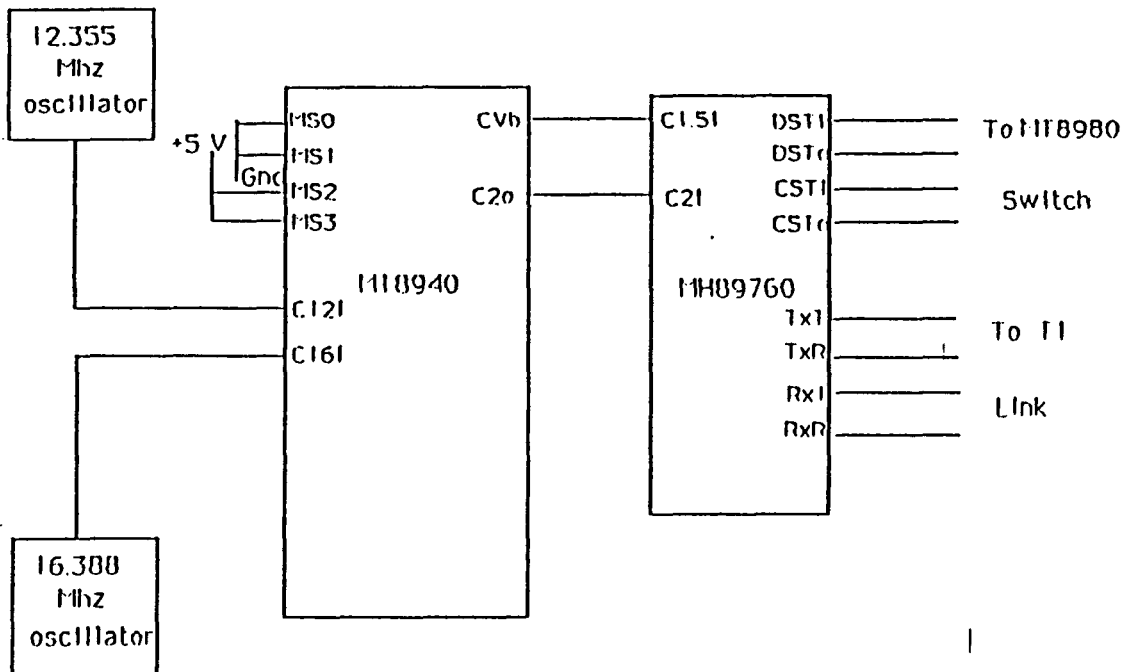 12.355
Mhz
oscillator
+5 V
Gnd
MS0
MS1
MS2
MS3
C12i
C16i
CVb
C2o
MT8940
C1.5i
C2i
MH89760
DSTi
DSTo
CSTi
CSTo
TxT
TxR
RxT
RxR
To MT8980
Switch
To T1
Link
16.388
Mhz
oscillator